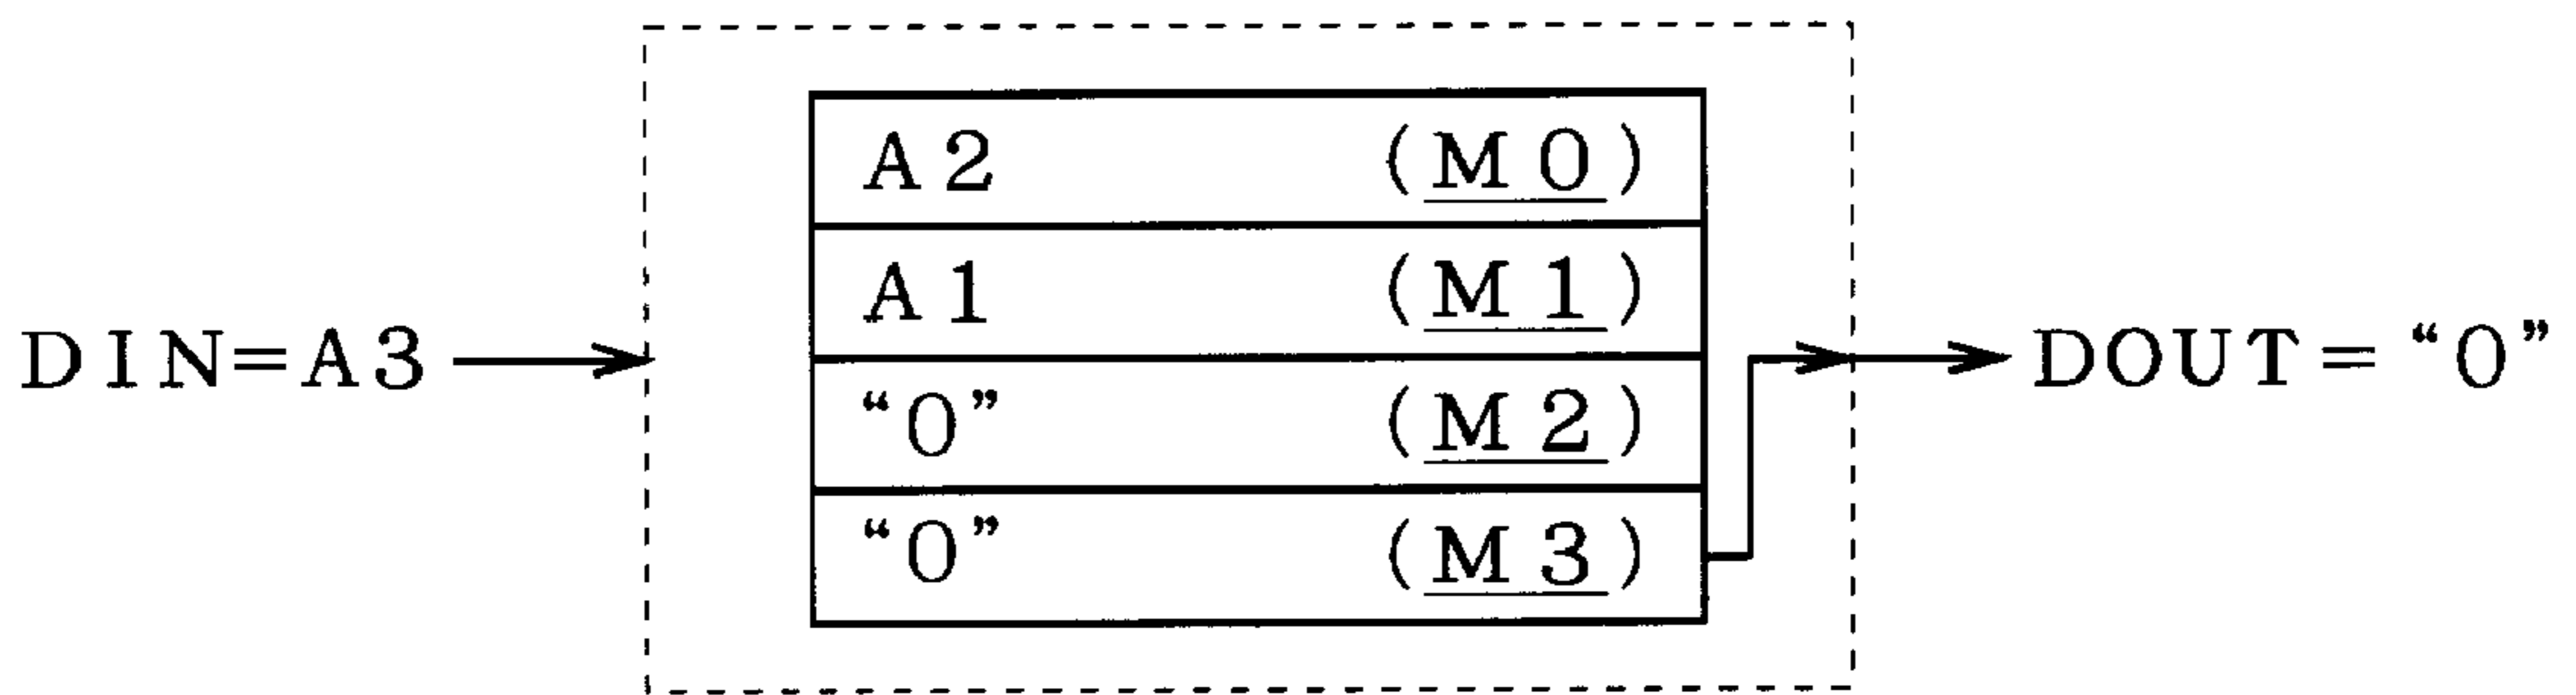 A2 (M0)
A1 (M1)
DIN=A3
DOUT=“0”
“0” (M2)
“0” (M3)